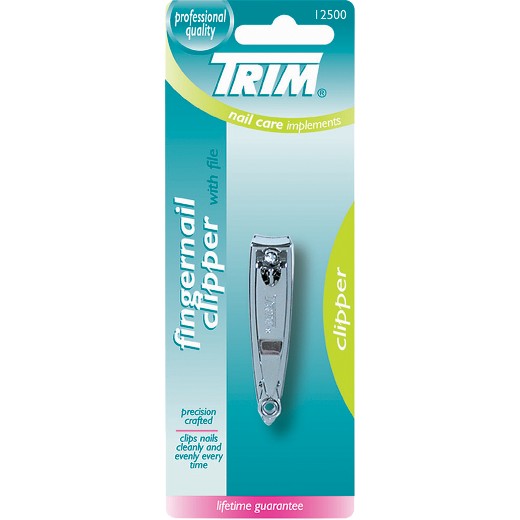 professional
quality
12500
TRIM®
nail care implements
fingernail
clipper
with file
clipper
precision
crafted
clips nails
cleanly and
evenly every
time
lifetime guarantee